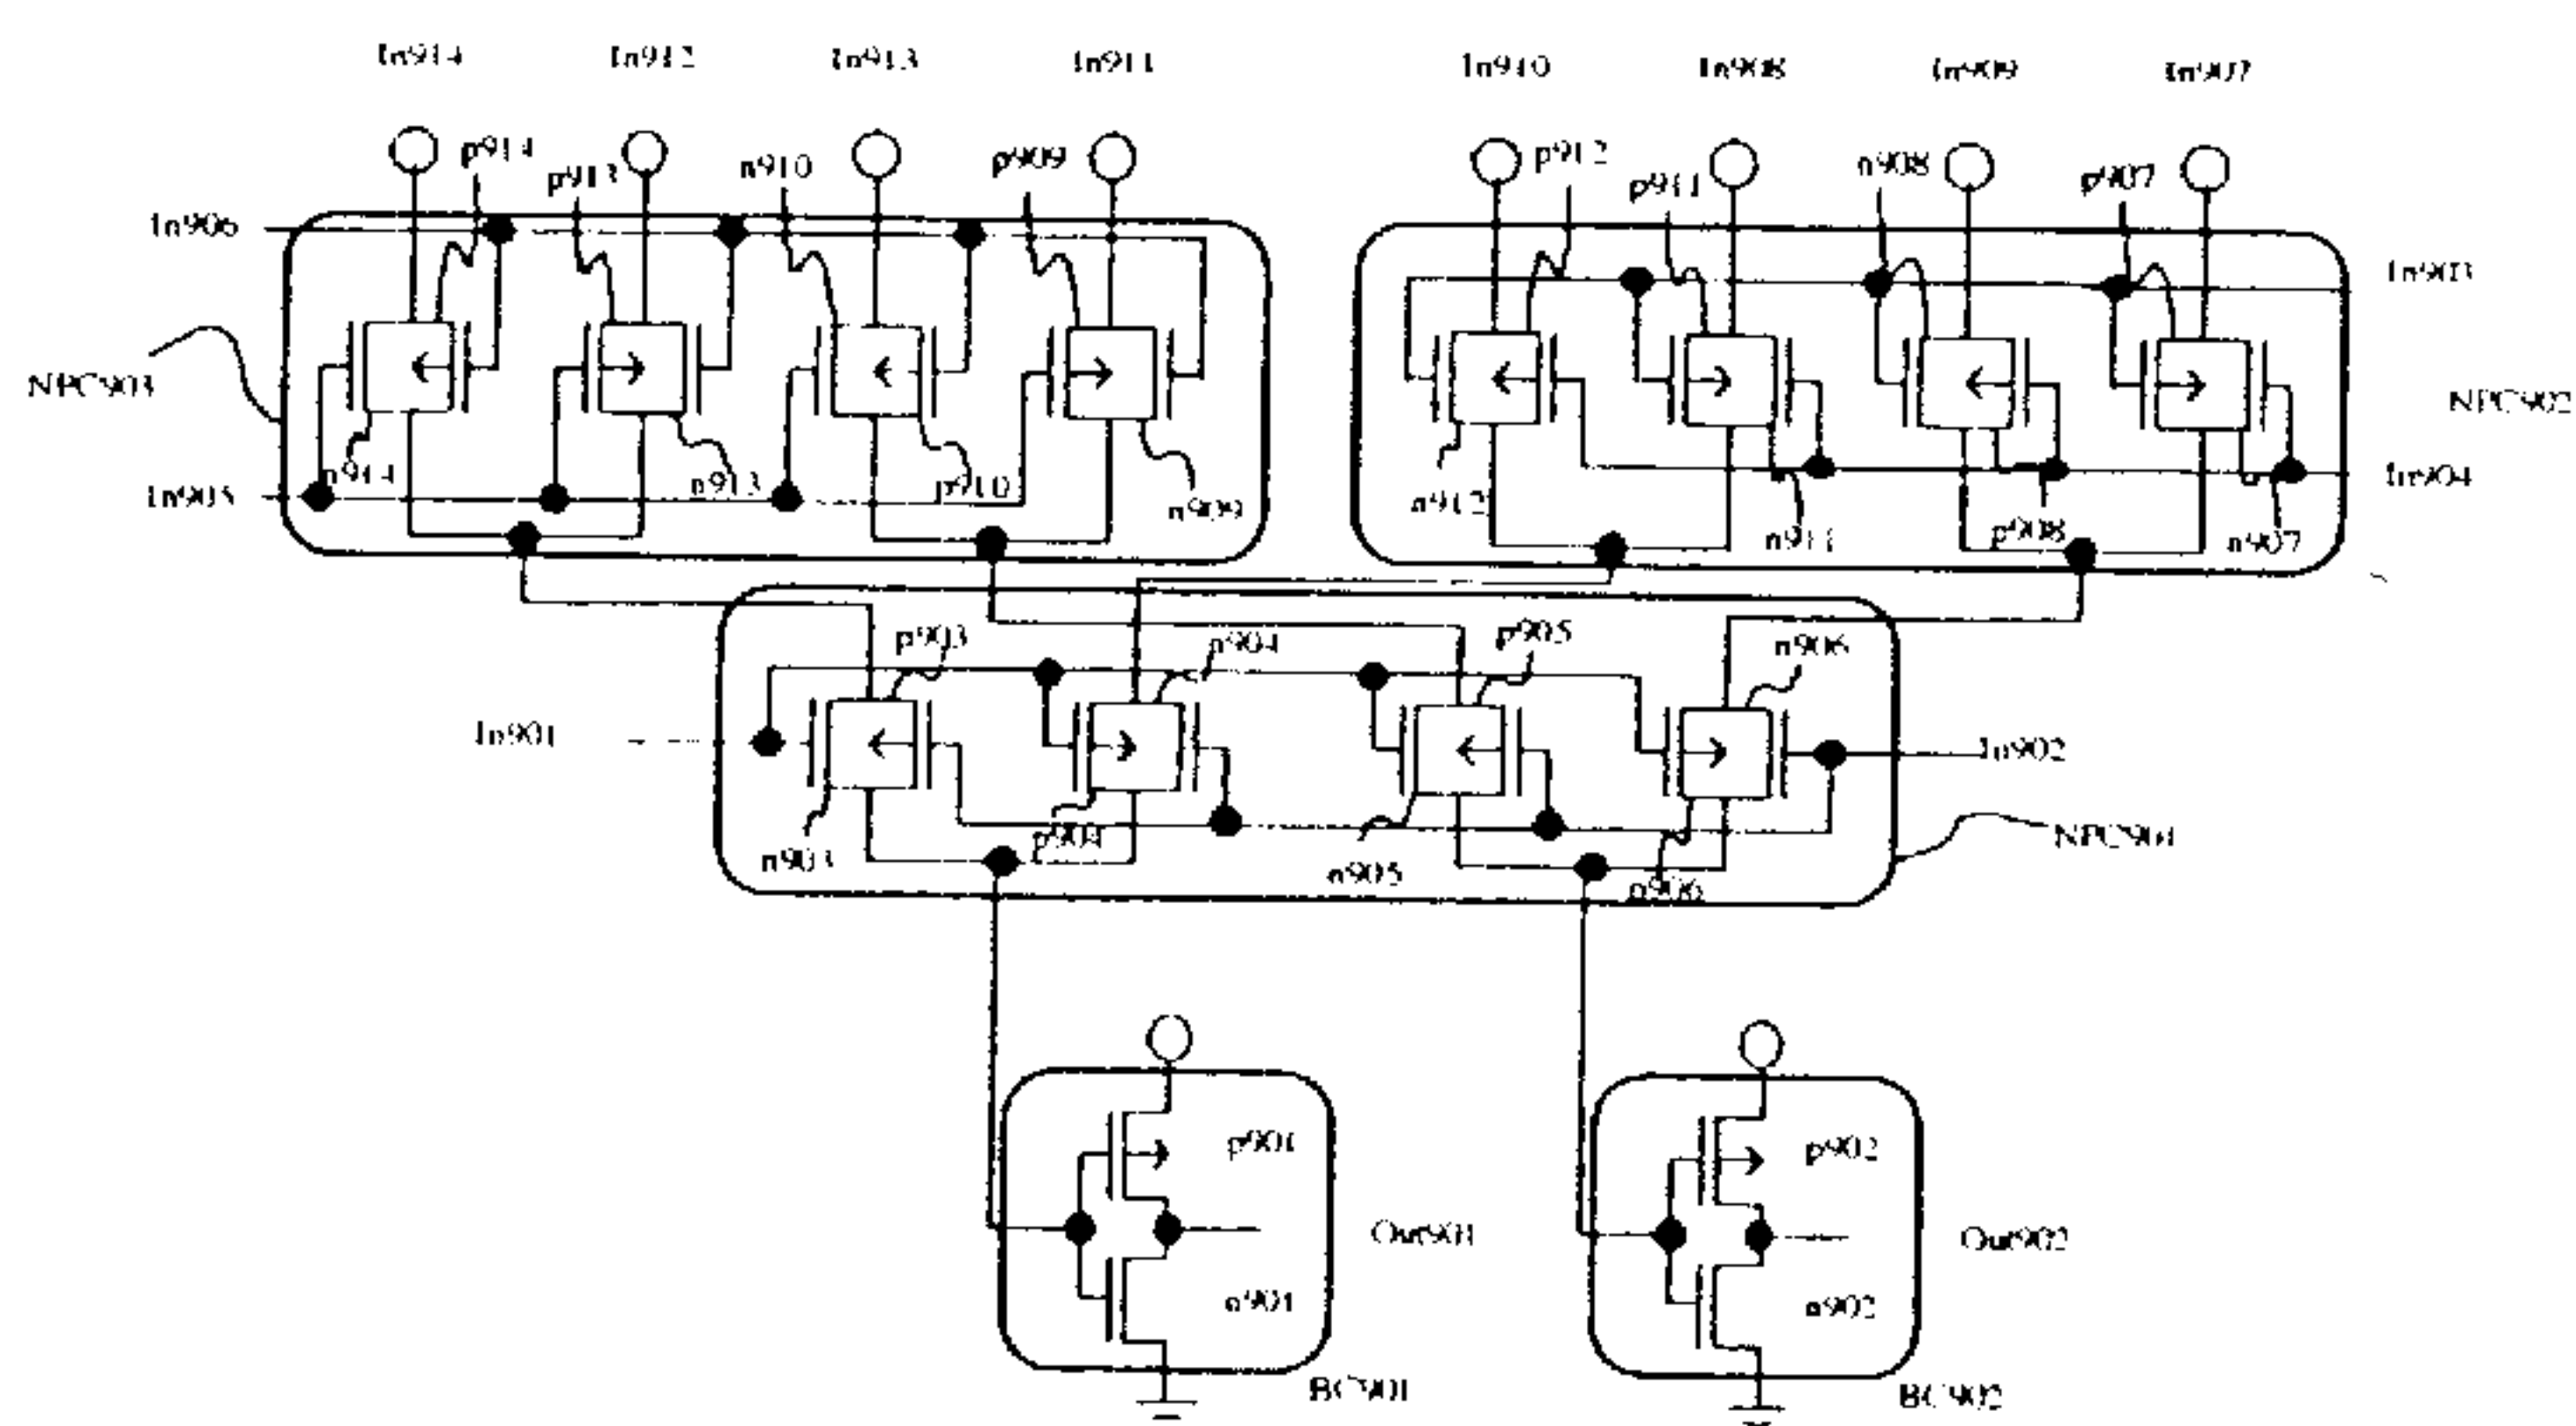 In914 In912 In913 In911 In910 In908 In909 In907
p914 p913 n910 p909 p912 p911 n908 p907
In906 In903
NPC903 NPC902
n914 n913 p910 n909 n912 n911 p908 n907
In905 In904
p903 n904 p905 n906
In901 In902
n903 p904 n905 p906 NPC901
p901 p902
Out901 Out902
n901 n902
BC901 BC902